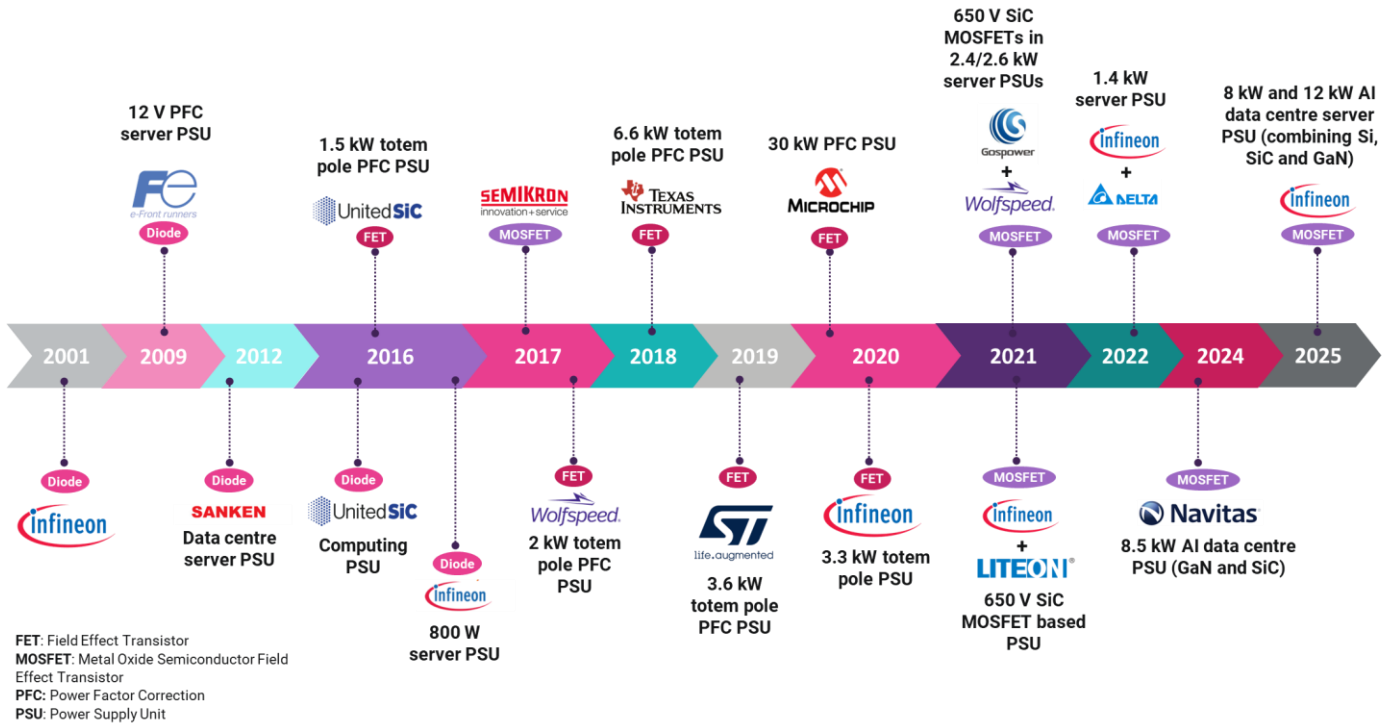 12 V PFC
server PSU
Fe
e-Front runners
Diode
1.5 kW totem
pole PFC PSU
UnitedSiC
FET
SEMIKRON
innovation+service
MOSFET
6.6 kW totem
pole PFC PSU
TEXAS
INSTRUMENTS
FET
30 kW PFC PSU
MICROCHIP
FET
650 V SiC
MOSFETs in
2.4/2.6 kW
server PSUs
Gospower
+
Wolfspeed.
MOSFET
1.4 kW
server PSU
infineon
+
DELTA
MOSFET
8 kW and 12 kW AI
data centre server
PSU (combining Si,
SiC and GaN)
infineon
MOSFET
2001
2009
2012
2016
2017
2018
2019
2020
2021
2022
2024
2025
Diode
infineon
Diode
SANKEN
Data centre
server PSU
Diode
UnitedSiC
Computing
PSU
Diode
infineon
800 W
server PSU
FET
Wolfspeed.
2 kW totem
pole PFC
PSU
FET
ST
life.augmented
3.6 kW
totem pole
PFC PSU
FET
infineon
3.3 kW totem
pole PSU
MOSFET
infineon
+
LITEON®
650 V SiC
MOSFET based
PSU
MOSFET
Navitas
8.5 kW AI data centre
PSU (GaN and SiC)
FET: Field Effect Transistor
MOSFET: Metal Oxide Semiconductor Field
Effect Transistor
PFC: Power Factor Correction
PSU: Power Supply Unit